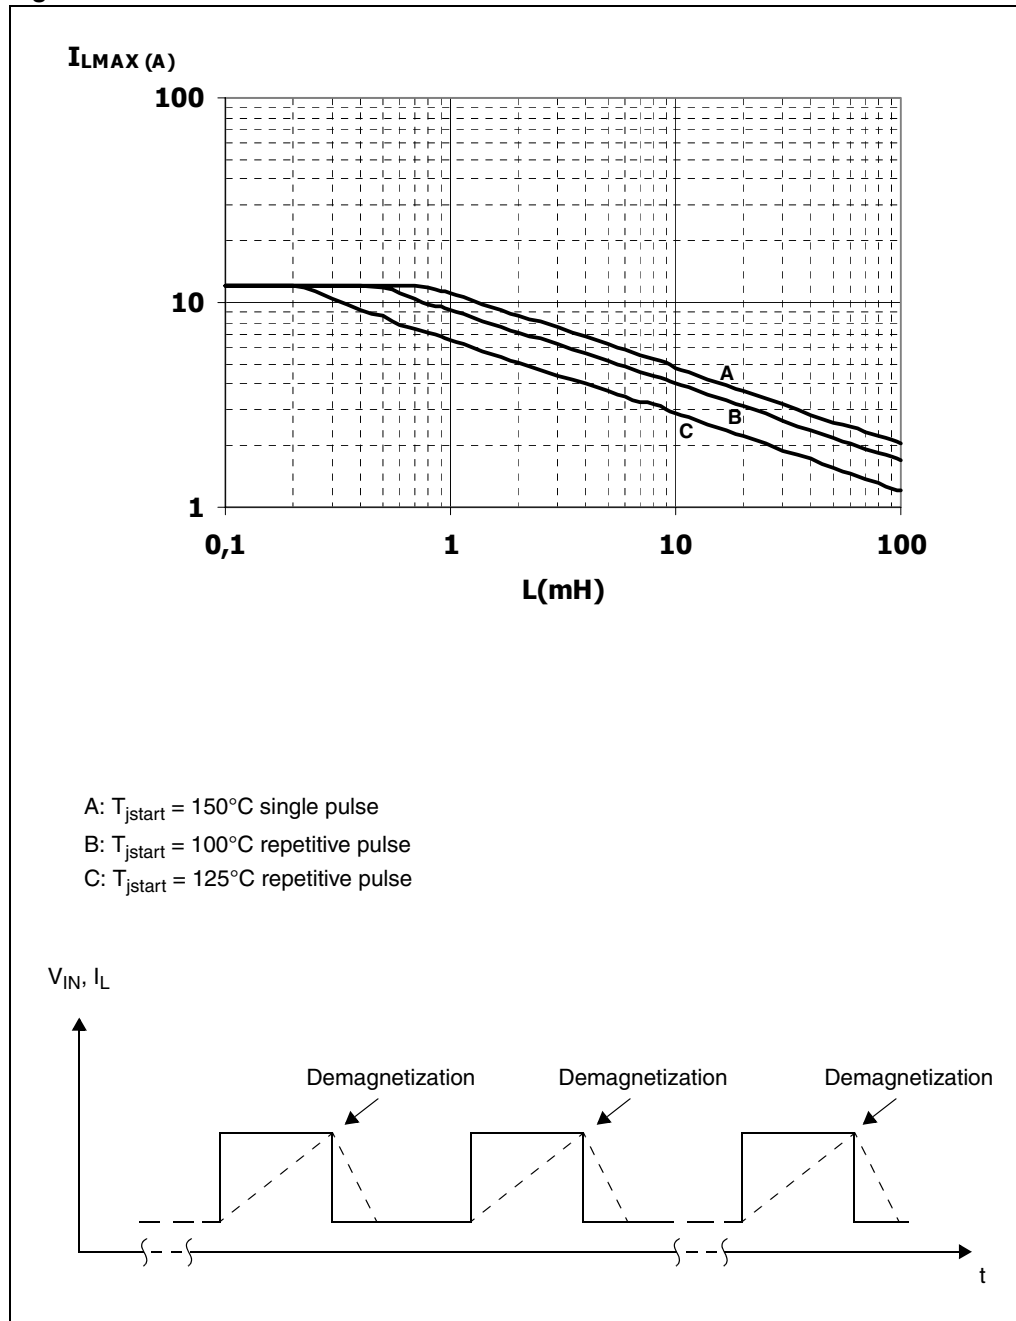 I LMAX (A)
100
10
1
0,1 1 10 100
L(mH)
A
B
C
A: Tjstart = 150°C single pulse
B: Tjstart = 100°C repetitive pulse
C: Tjstart = 125°C repetitive pulse
VIN, IL
Demagnetization Demagnetization Demagnetization
t